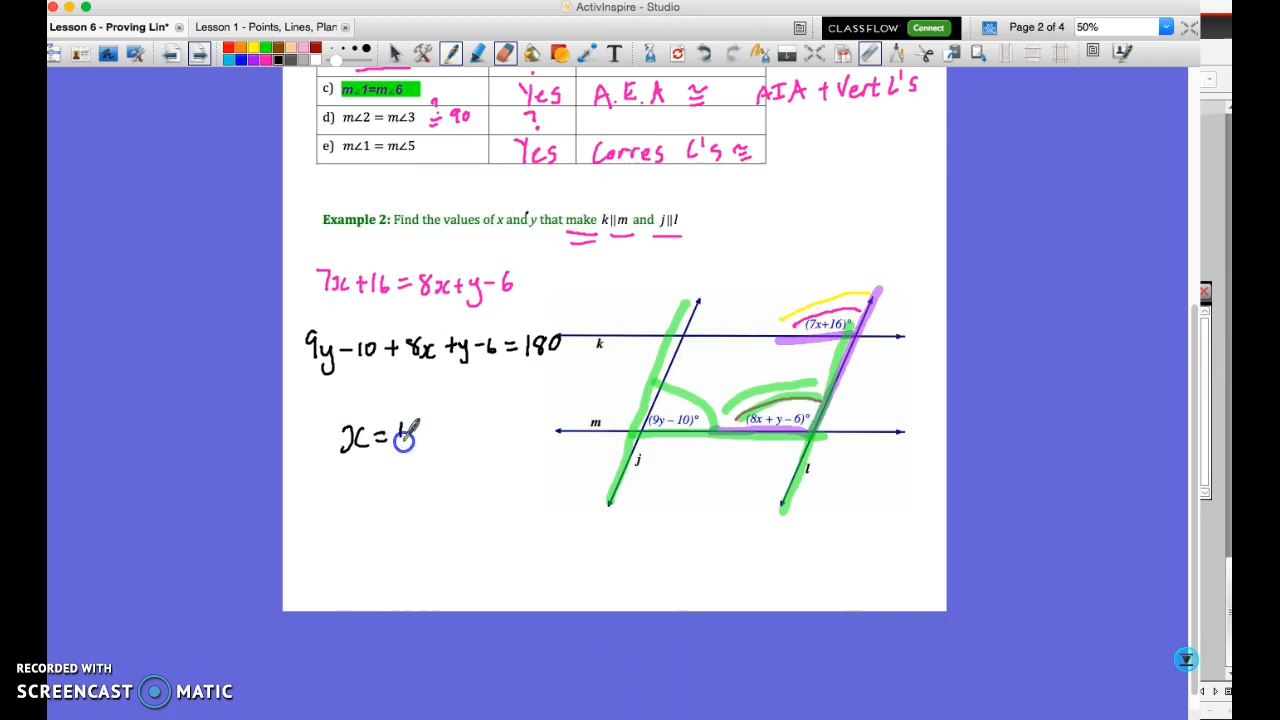 ActivInspire - Studio
Lesson 6 - Proving Lin*
Lesson 1 - Points, Lines, Plan
CLASSFLOW Connect
Page 2 of 4
50%
c) m∠1=m∠6 Yes A.E.A ≅ AIA + Vert L's
d) m∠2 = m∠3 ≟ 90 ?
e) m∠1 = m∠5 Yes Corres L's ≅
Example 2: Find the values of x and y that make k||m and j||l
7x+16=8x+y-6
(7x+16)°
9y-10+8x+y-6=180
k
m
(9y – 10)°
(8x + y – 6)°
x=
j
l
RECORDED WITH
SCREENCAST MATIC